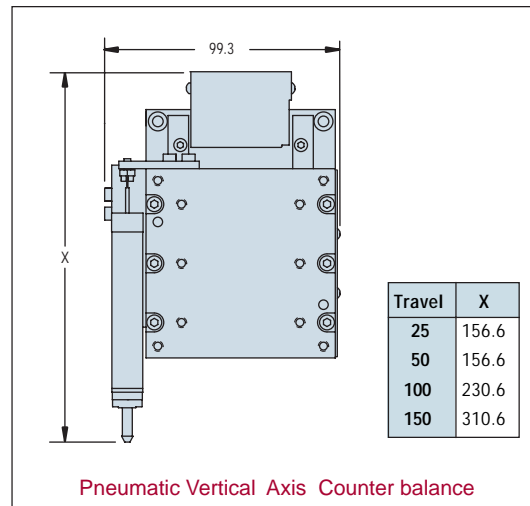 99.3
X
Travel X
25 156.6
50 156.6
100 230.6
150 310.6
Pneumatic Vertical Axis Counter balance